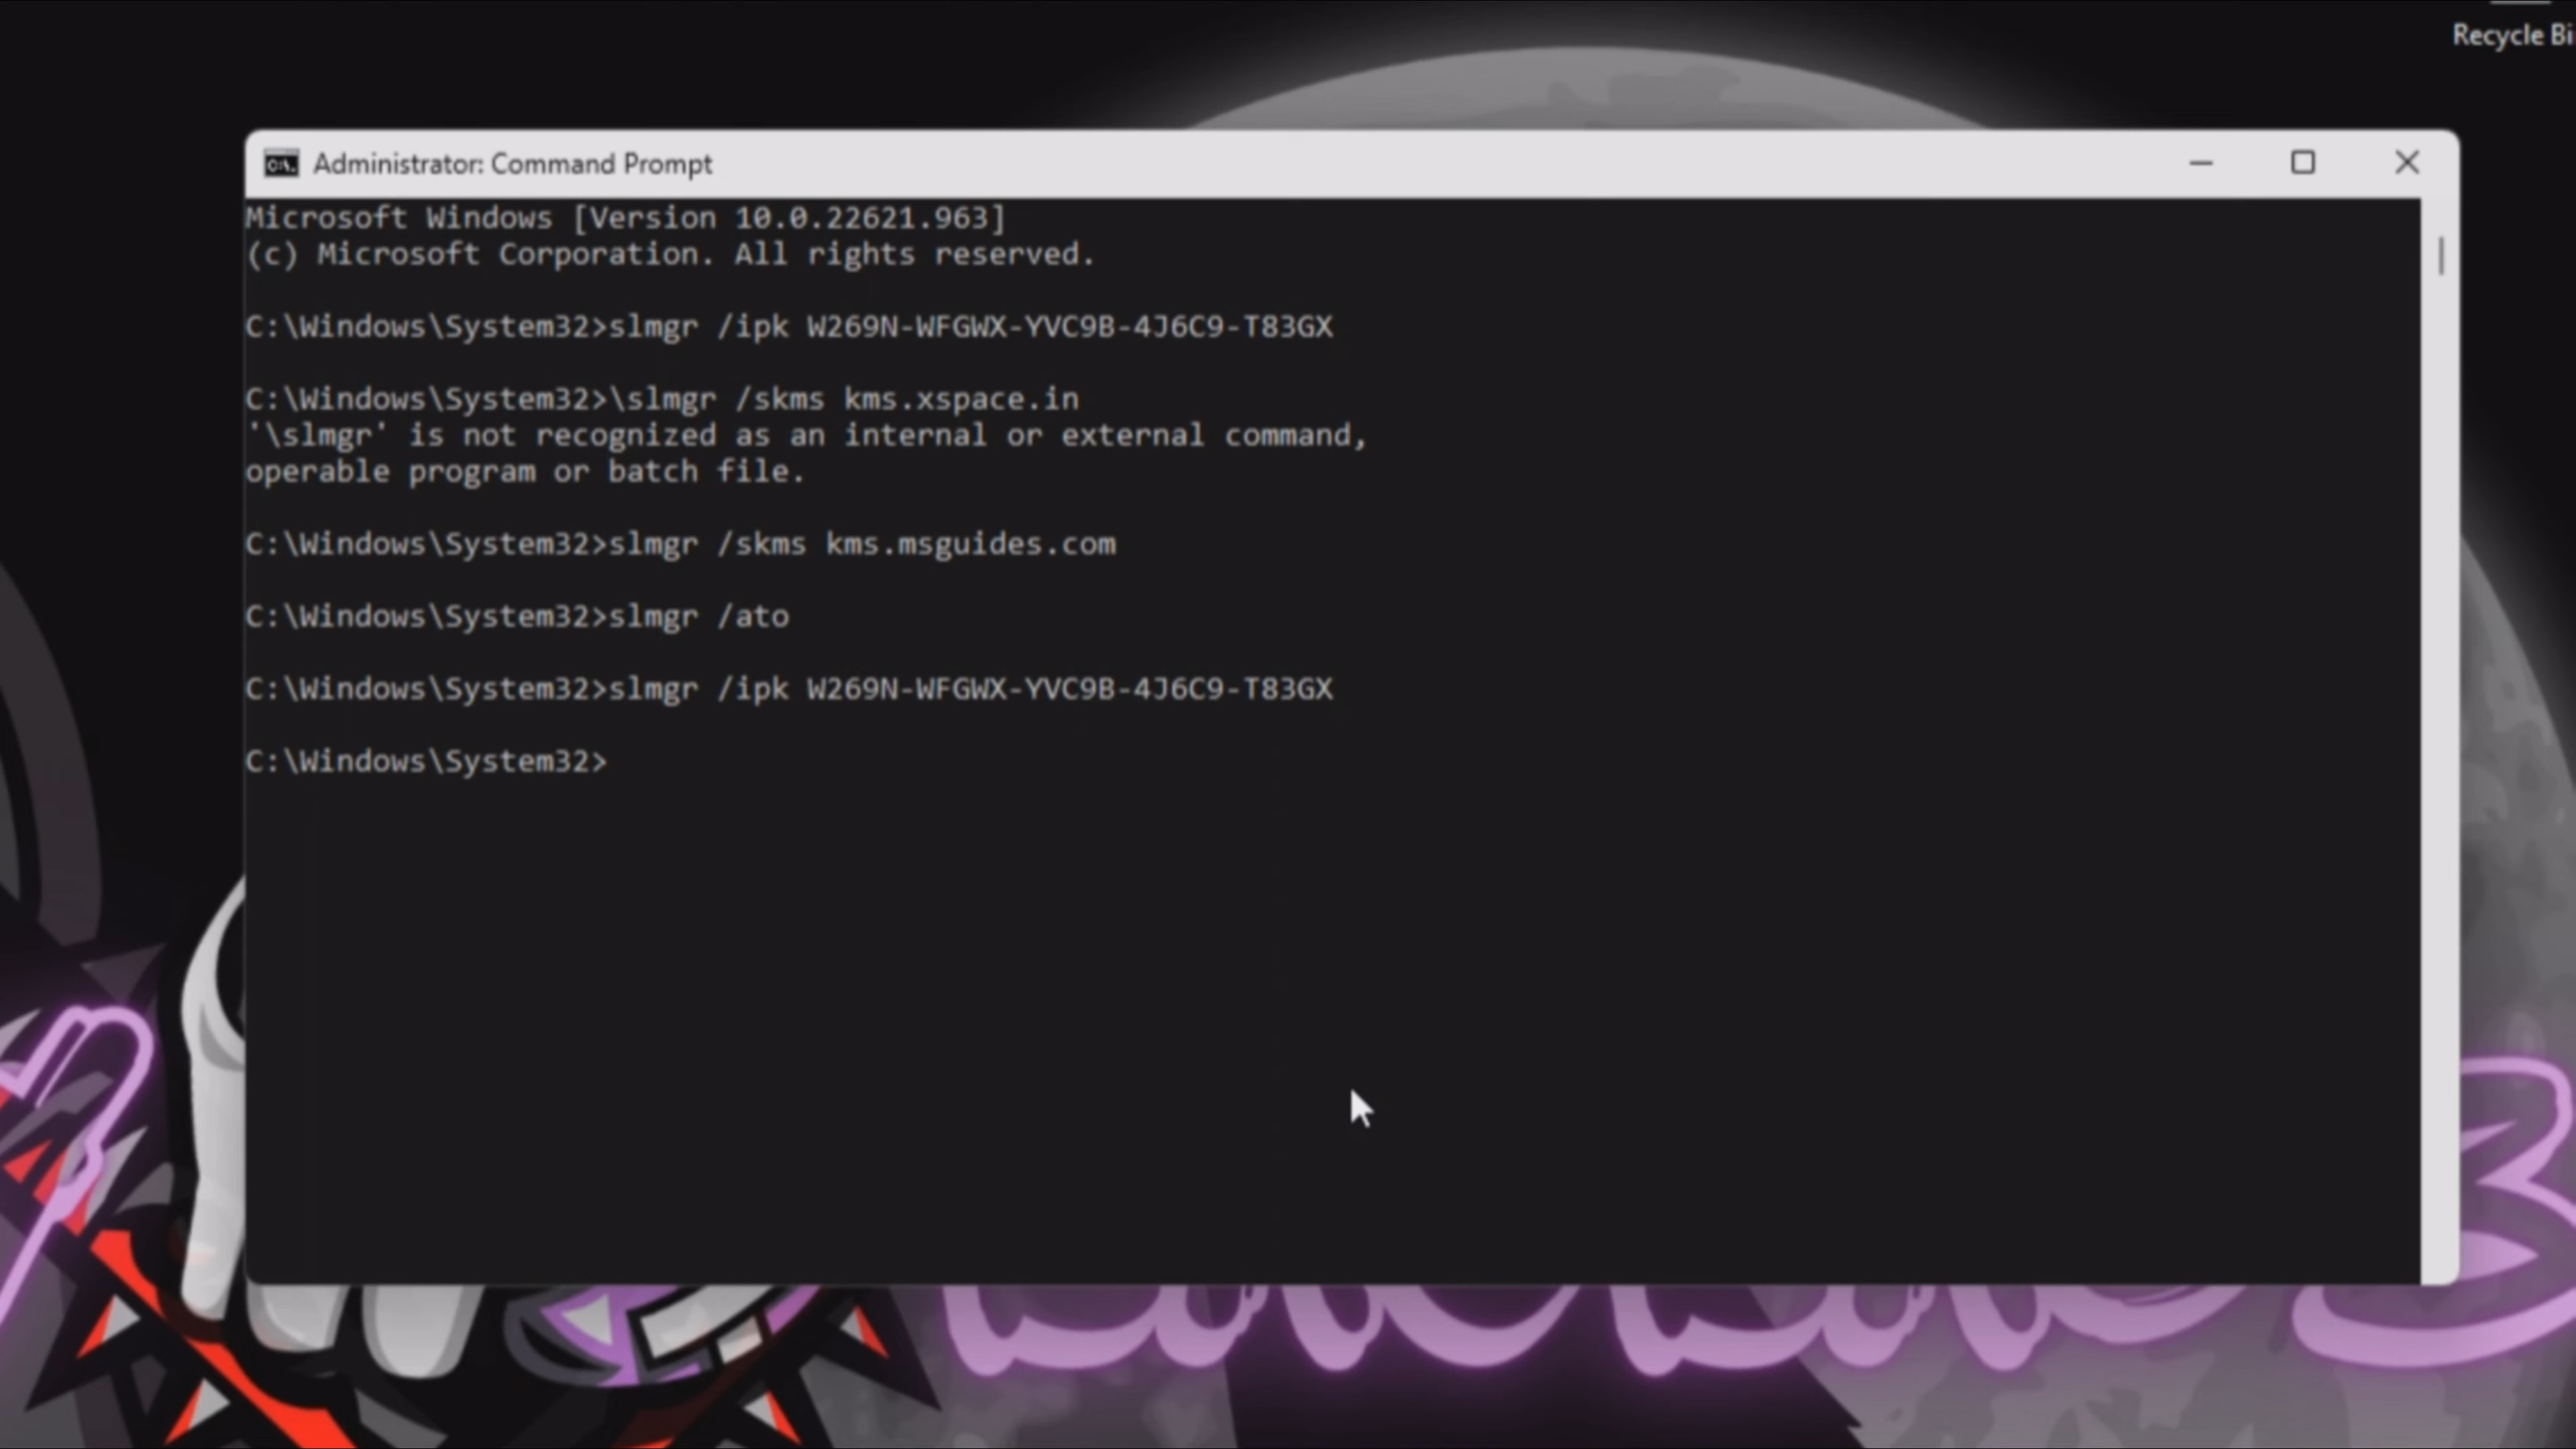 Recycle Bi
Administrator: Command Prompt
Microsoft Windows [Version 10.0.22621.963]
(c) Microsoft Corporation. All rights reserved.
C:\Windows\System32>slmgr /ipk W269N-WFGWX-YVC9B-4J6C9-T83GX
C:\Windows\System32>\slmgr /skms kms.xspace.in
'\slmgr' is not recognized as an internal or external command,
operable program or batch file.
C:\Windows\System32>slmgr /skms kms.msguides.com
C:\Windows\System32>slmgr /ato
C:\Windows\System32>slmgr /ipk W269N-WFGWX-YVC9B-4J6C9-T83GX
C:\Windows\System32>